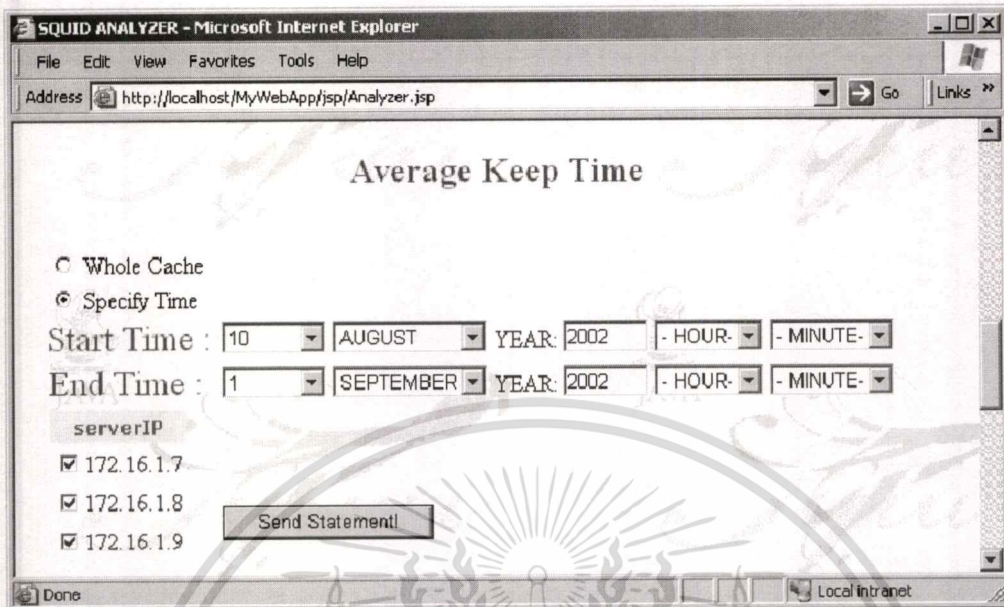 SQUID ANALYZER - Microsoft Internet Explorer
File Edit View Favorites Tools Help
Address http://localhost/MyWebApp/jsp/Analyzer.jsp Go Links »
Average Keep Time
Whole Cache
Specify Time
Start Time : 10 AUGUST YEAR: 2002 - HOUR- - MINUTE-
End Time : 1 SEPTEMBER YEAR: 2002 - HOUR- - MINUTE-
serverIP
172.16.1.7
172.16.1.8
172.16.1.9
Send Statement!
Done Local intranet